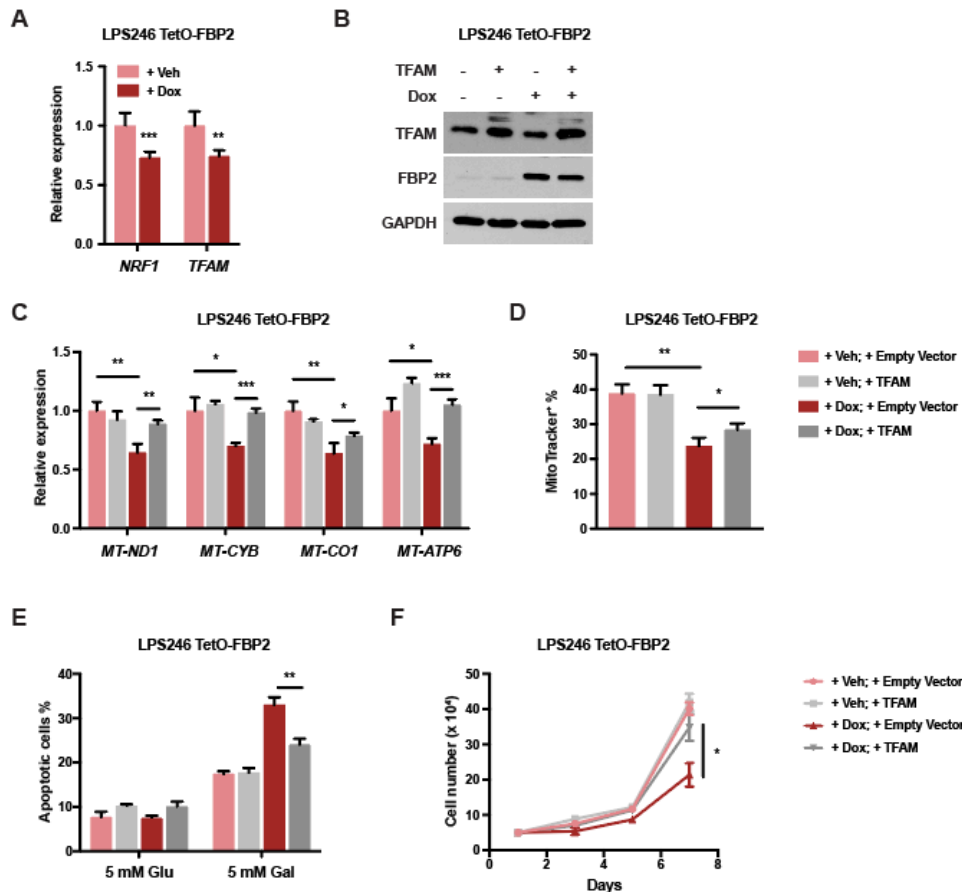 A
LPS246 TetO-FBP2
+ Veh
+ Dox
Relative expression
1.5
1.0
0.5
0.0
***
**
NRF1
TFAM
B
LPS246 TetO-FBP2
TFAM - + - +
Dox - - + +
TFAM
FBP2
GAPDH
C
LPS246 TetO-FBP2
Relative expression
1.5
1.0
0.5
0.0
** ** * *** ** * * ***
MT-ND1 MT-CYB MT-CO1 MT-ATP6
D
LPS246 TetO-FBP2
MitoTracker+ %
50
40
30
20
10
0
**
*
+ Veh; + Empty Vector
+ Veh; + TFAM
+ Dox; + Empty Vector
+ Dox; + TFAM
E
LPS246 TetO-FBP2
Apoptotic cells %
40
30
20
10
0
**
5 mM Glu 5 mM Gal
F
LPS246 TetO-FBP2
Cell number (x 10⁴)
50
40
30
20
10
0
0 2 4 6 8
Days
*
+ Veh; + Empty Vector
+ Veh; + TFAM
+ Dox; + Empty Vector
+ Dox; + TFAM